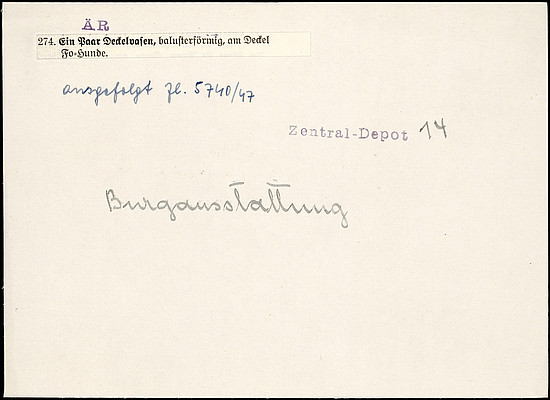 ÄR
274. Ein Paar Deckelvasen, balusterförmig, am Deckel
Fo-Hunde.
ausgefolgt Zl. 5740/47
Zentral-Depot 14
Burgausstattung